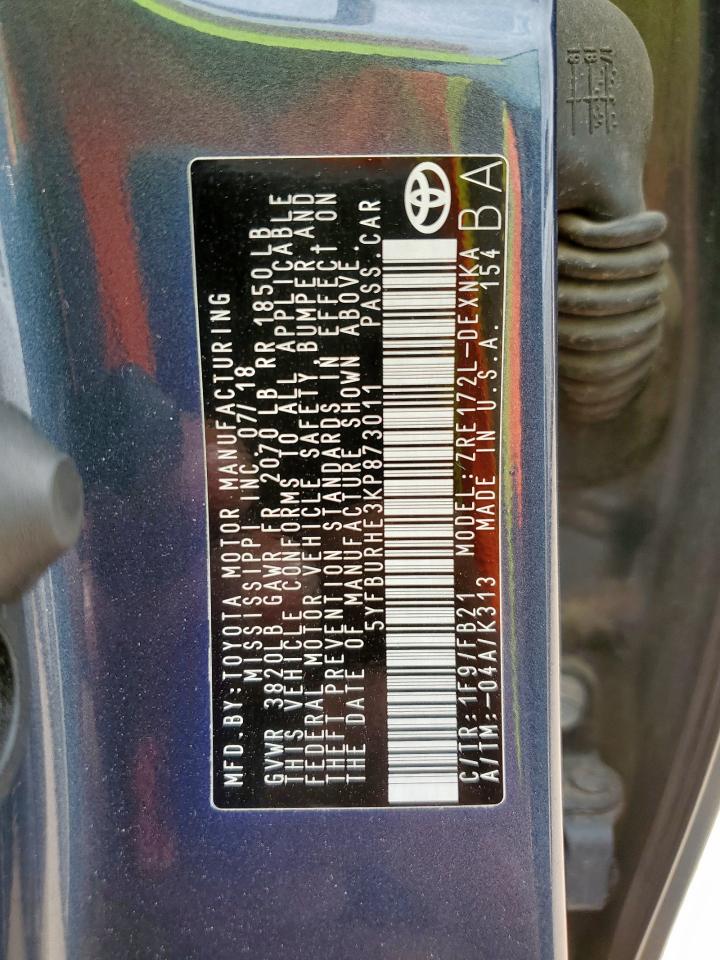 MFD.BY:TOYOTA MOTOR MANUFACTURING
MISSISSIPPI INC. 07/18
GVWR 3820LB GAWR FR 2070 LB RR 1850 LB
THIS VEHICLE CONFORMS TO ALL APPLICABLE
FEDERAL MOTOR VEHICLE SAFETY, BUMPER AND
THEFT PREVENTION STANDARDS IN EFFECT ON
THE DATE OF MANUFACTURE SHOWN ABOVE.
5YFBURHE3KP873011 PASS.CAR
C/TR:1F9/FB21 MODEL:ZRE172L-DEXNKA
A/TM:-04A/K313 MADE IN U.S.A. 154 BA